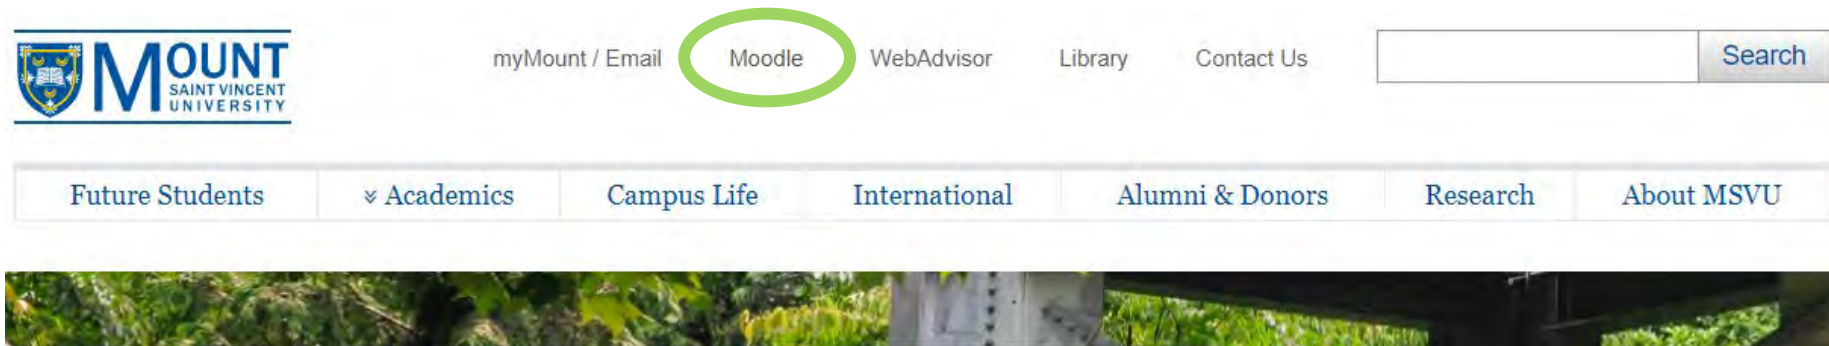 MOUNT
SAINT VINCENT
UNIVERSITY
myMount / Email Moodle WebAdvisor Library Contact Us Search
Future Students Academics Campus Life International Alumni & Donors Research About MSVU